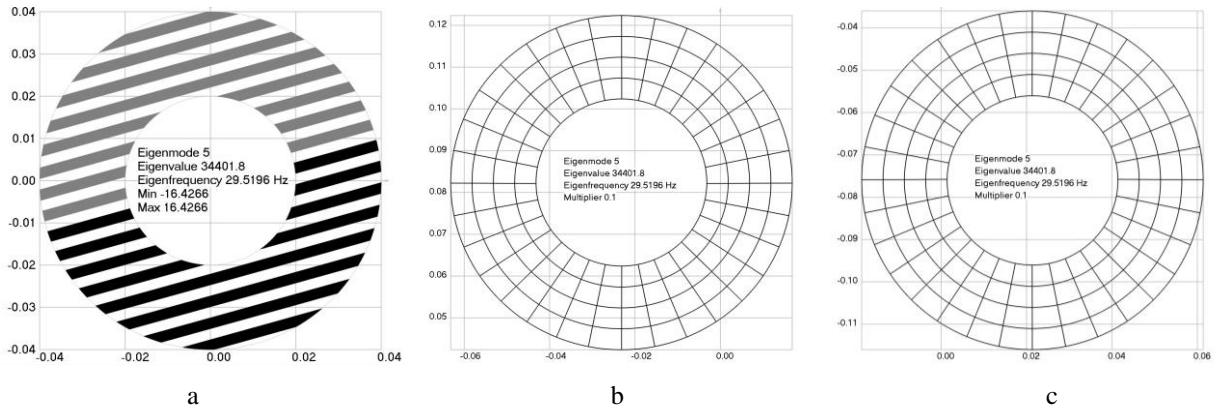 0.04
0.03
0.02
0.01
0.00
-0.01
-0.02
-0.03
-0.04
-0.04
-0.02
0.00
0.02
0.04
Eigenmode 5
Eigenvalue 34401.8
Eigenfrequency 29.5196 Hz
Min -16.4266
Max 16.4266
0.12
0.11
0.10
0.09
0.08
0.07
0.06
0.05
-0.06
-0.04
-0.02
0.00
Eigenmode 5
Eigenvalue 34401.8
Eigenfrequency 29.5196 Hz
Multiplier 0.1
-0.04
-0.05
-0.06
-0.07
-0.08
-0.09
-0.10
-0.11
0.00
0.02
0.04
0.06
Eigenmode 5
Eigenvalue 34401.8
Eigenfrequency 29.5196 Hz
Multiplier 0.1
a
b
c